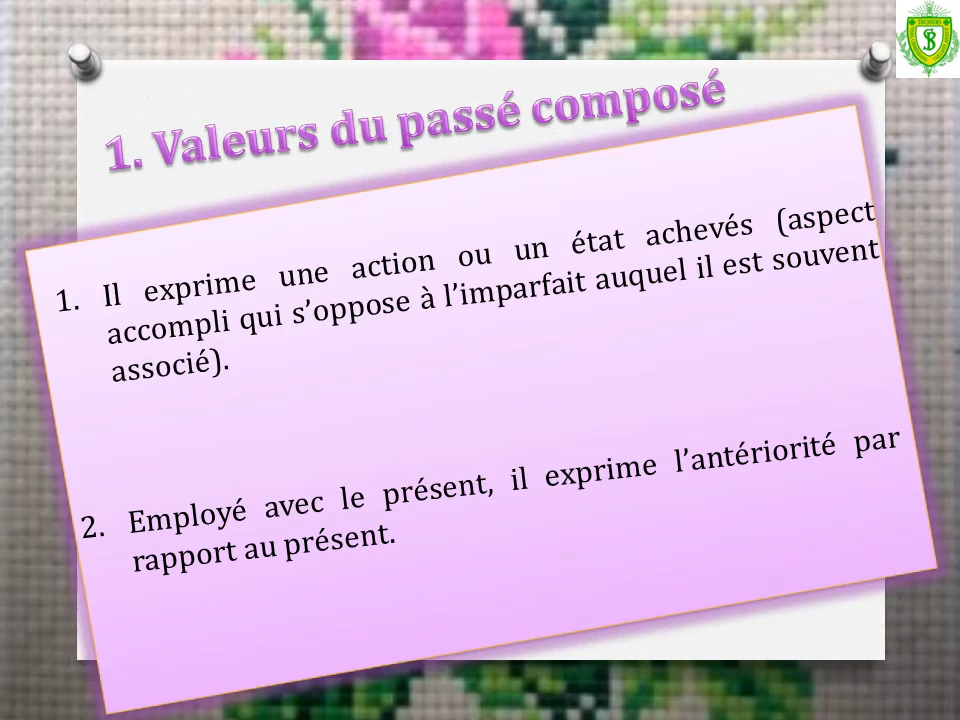 1. Valeurs du passé composé
1. Il exprime une action ou un état achevés (aspect
accompli qui s’oppose à l’imparfait auquel il est souvent
associé).
2. Employé avec le présent, il exprime l’antériorité par
rapport au présent.